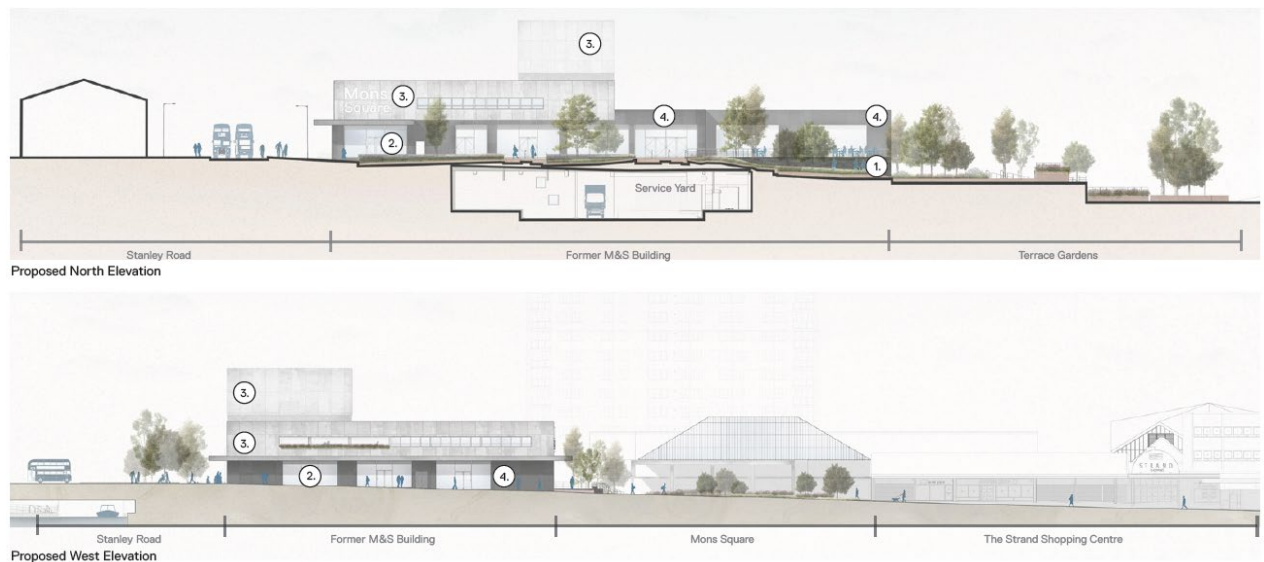 3.
Mons
Square
3.
4.
4.
2.
1.
Service Yard
Stanley Road
Former M&S Building
Terrace Gardens
Proposed North Elevation
3.
3.
2.
4.
STRAND
Stanley Road
Former M&S Building
Mons Square
The Strand Shopping Centre
Proposed West Elevation